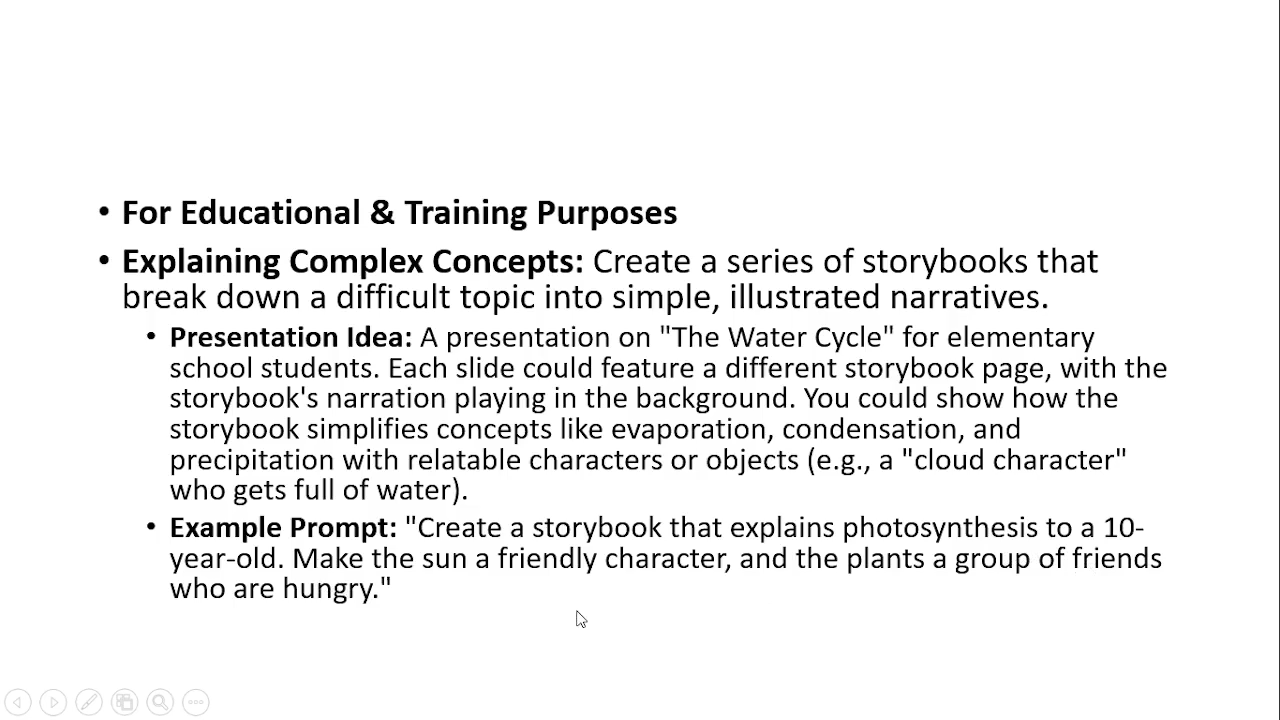 • For Educational & Training Purposes
• Explaining Complex Concepts: Create a series of storybooks that
break down a difficult topic into simple, illustrated narratives.
• Presentation Idea: A presentation on "The Water Cycle" for elementary
school students. Each slide could feature a different storybook page, with the
storybook's narration playing in the background. You could show how the
storybook simplifies concepts like evaporation, condensation, and
precipitation with relatable characters or objects (e.g., a "cloud character"
who gets full of water).
• Example Prompt: "Create a storybook that explains photosynthesis to a 10-
year-old. Make the sun a friendly character, and the plants a group of friends
who are hungry."